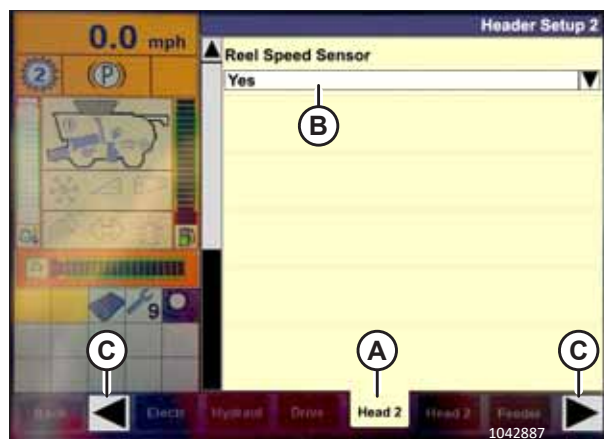 Header Setup 2
0.0 mph
Reel Speed Sensor
2
P
Yes
B
9
C
A
C
Back
Electr
Hydraul
Drive
Head 2
Head 2
Feeder
1042887